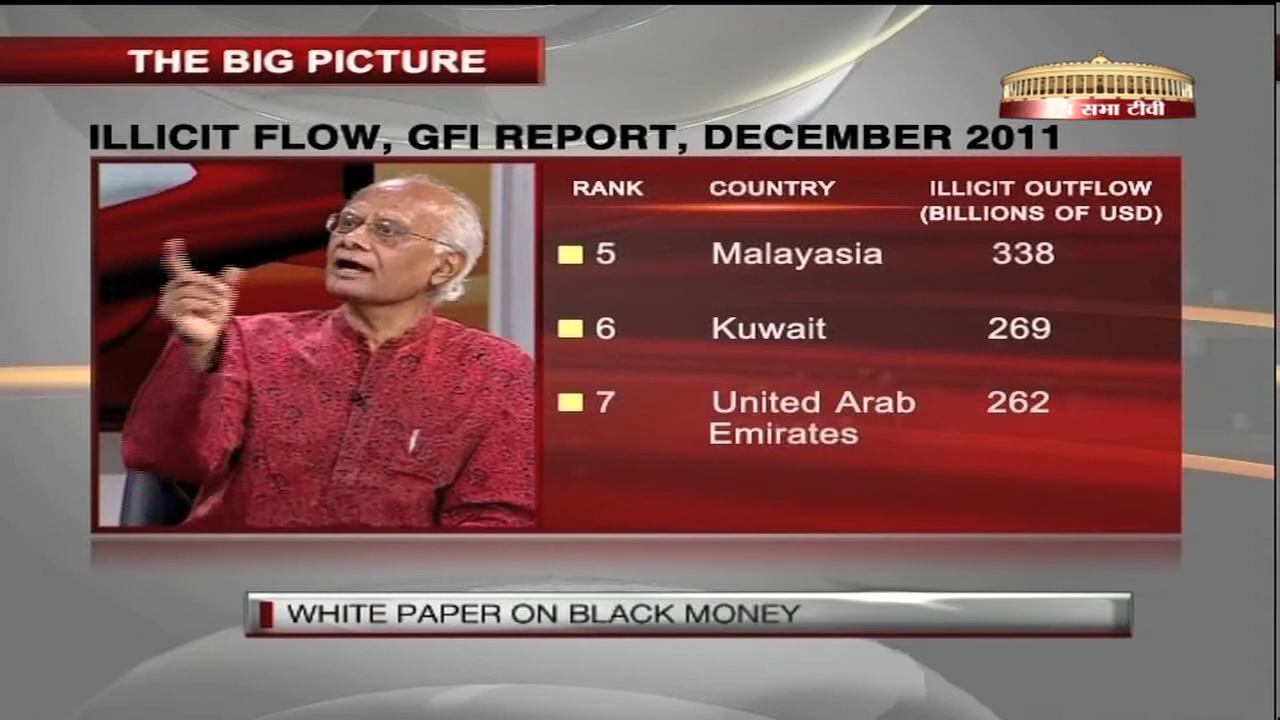 THE BIG PICTURE
सभा टीवी
ILLICIT FLOW, GFI REPORT, DECEMBER 2011
RANK COUNTRY ILLICIT OUTFLOW
(BILLIONS OF USD)
5 Malayasia 338
6 Kuwait 269
7 United Arab 262
Emirates
WHITE PAPER ON BLACK MONEY